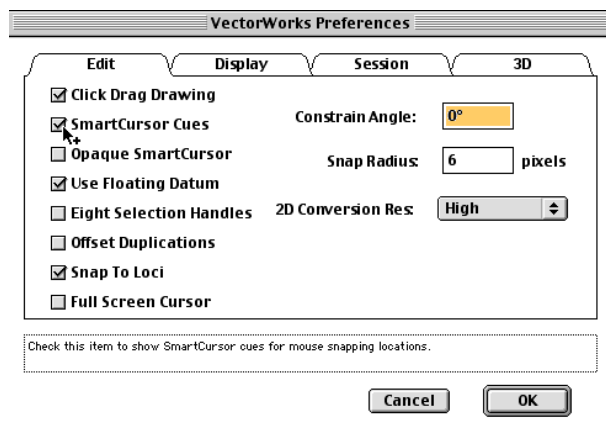 VectorWorks Preferences
Edit Display Session 3D
Click Drag Drawing
SmartCursor Cues
Opaque SmartCursor
Use Floating Datum
Eight Selection Handles
Offset Duplications
Snap To Loci
Full Screen Cursor
Constrain Angle: 0°
Snap Radius: 6 pixels
2D Conversion Res: High
Check this item to show SmartCursor cues for mouse snapping locations.
Cancel OK